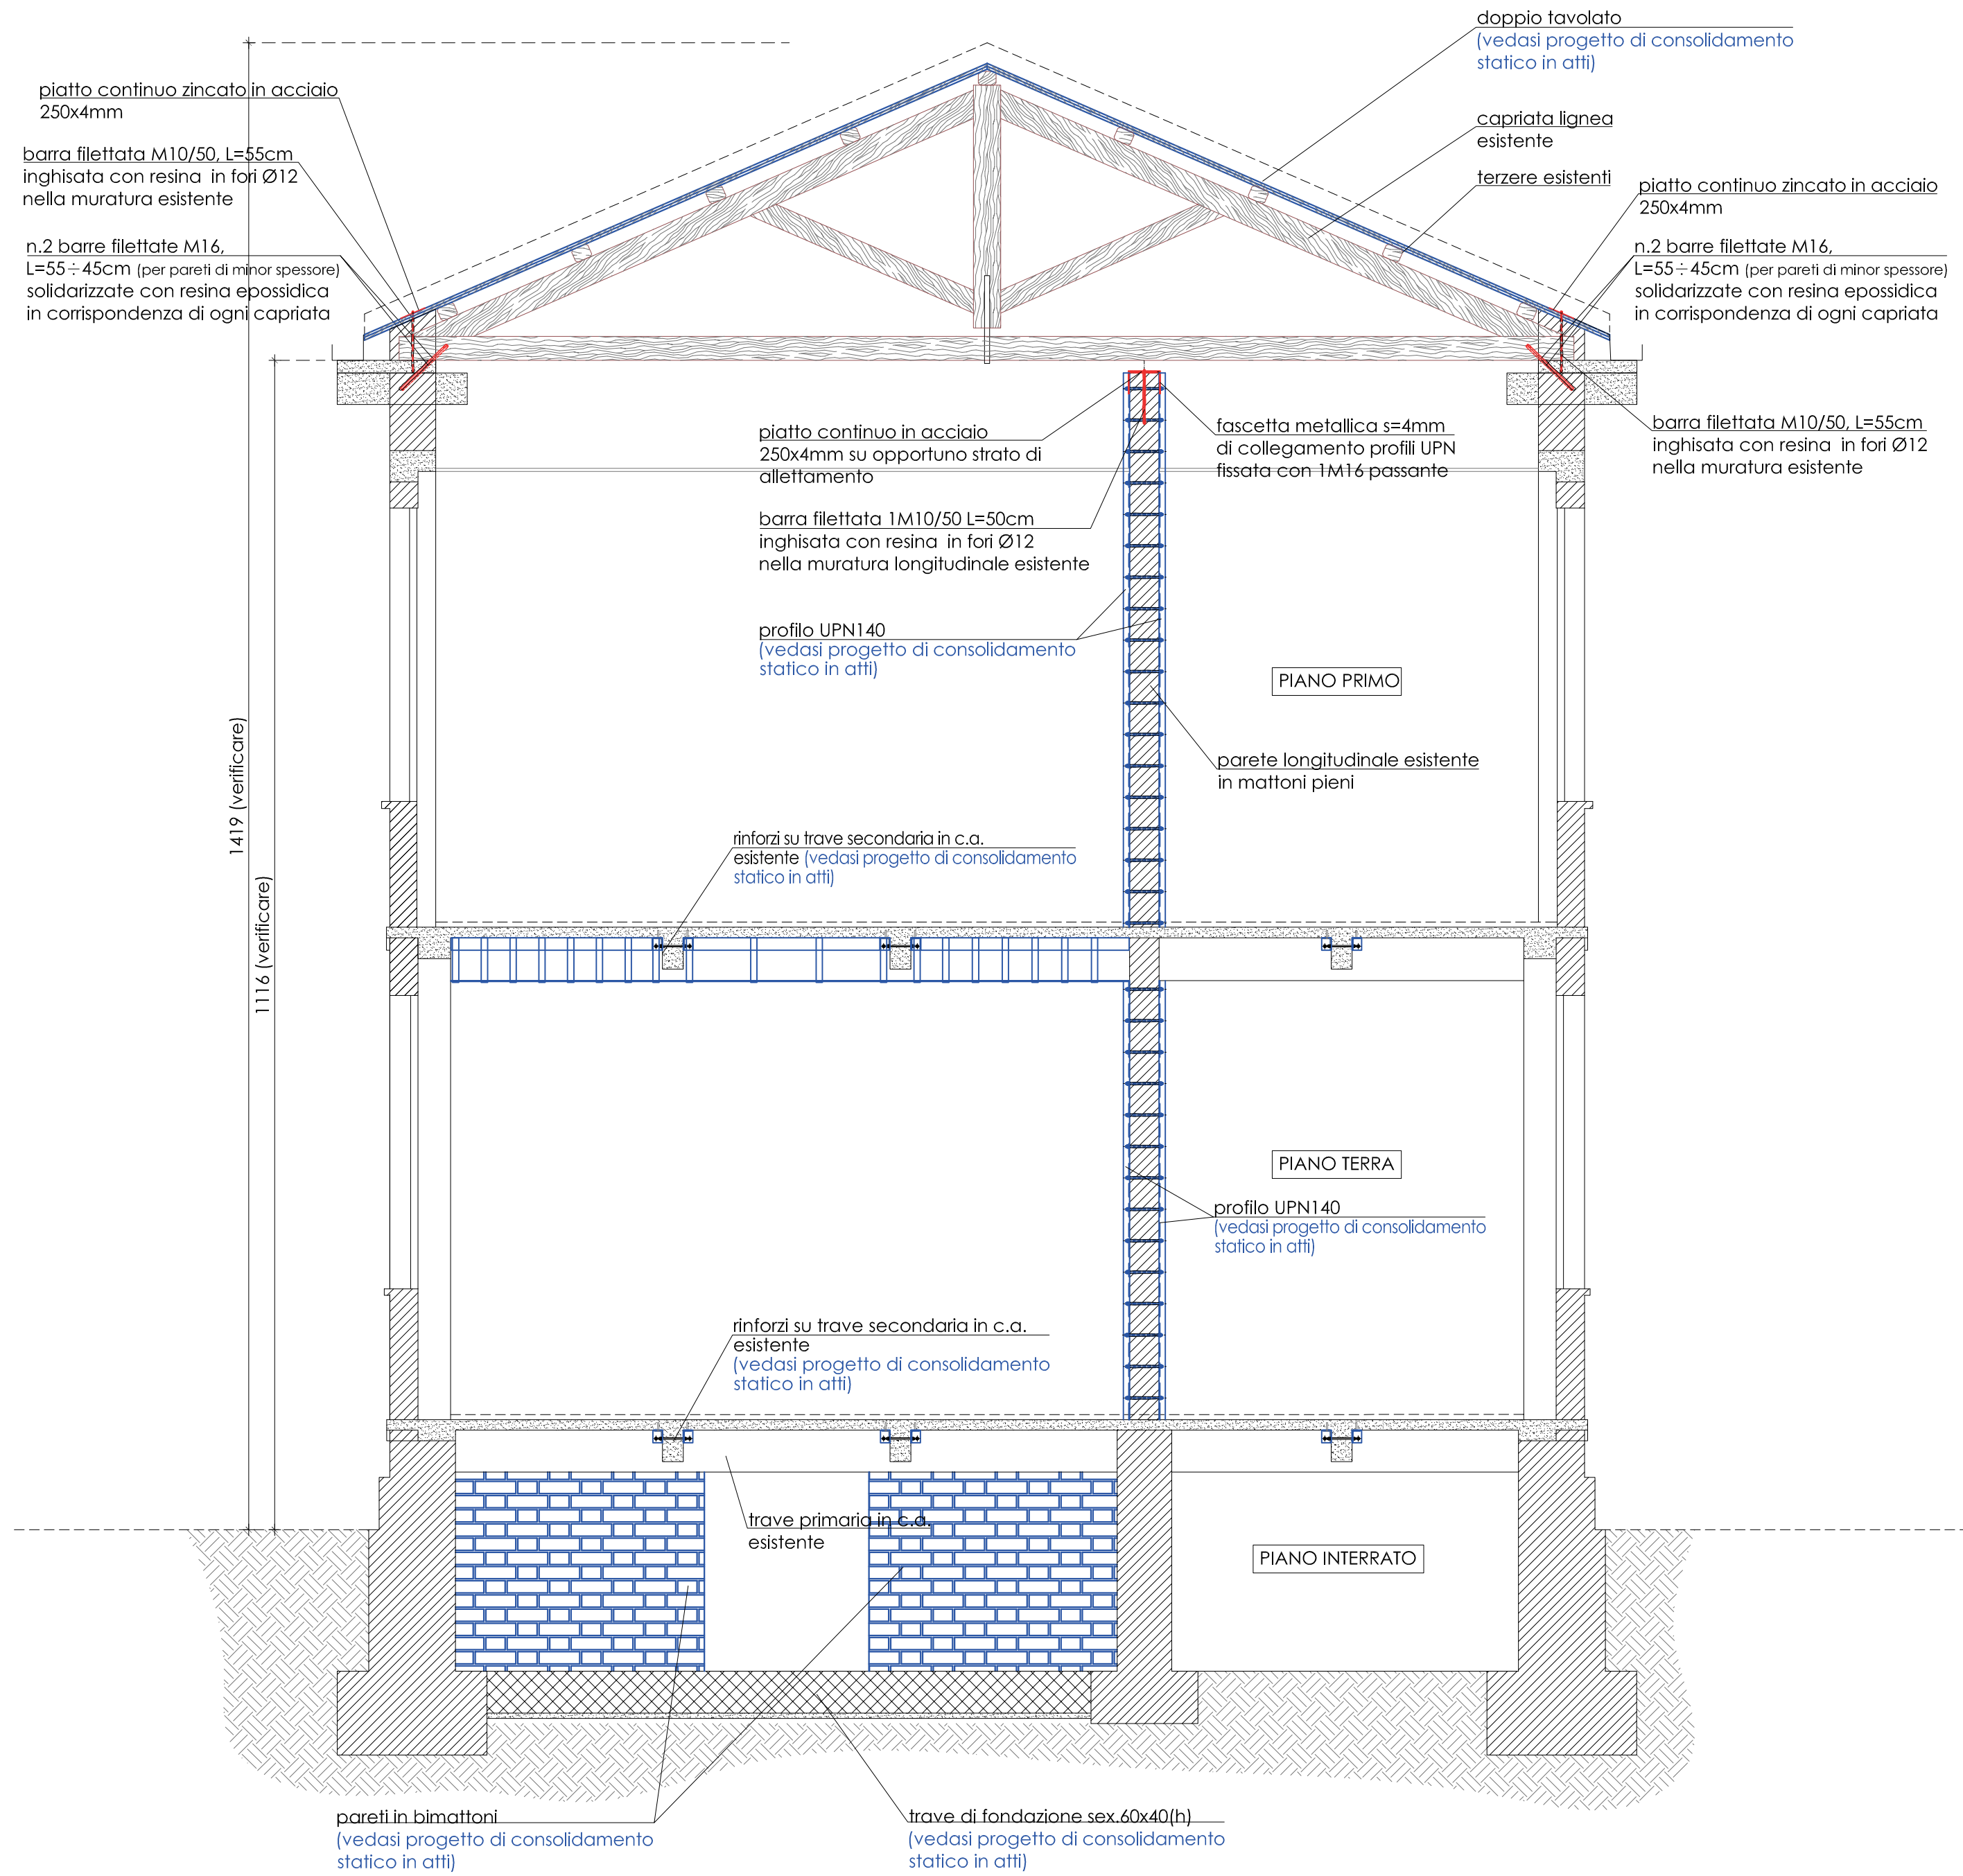 doppio tavolato
(vedasi progetto di consolidamento
statico in atti)
piatto continuo zincato in acciaio
250x4mm
capriata lignea
esistente
barra filettata M10/50, L=55cm
inghisata con resina in fori Ø12
nella muratura esistente
terzere esistenti
piatto continuo zincato in acciaio
250x4mm
n.2 barre filettate M16,
L=55÷45cm (per pareti di minor spessore)
solidarizzate con resina epossidica
in corrispondenza di ogni capriata
n.2 barre filettate M16,
L=55÷45cm (per pareti di minor spessore)
solidarizzate con resina epossidica
in corrispondenza di ogni capriata
piatto continuo in acciaio
250x4mm su opportuno strato di
allettamento
fascetta metallica s=4mm
di collegamento profili UPN
fissata con 1M16 passante
barra filettata M10/50, L=55cm
inghisata con resina in fori Ø12
nella muratura esistente
barra filettata 1M10/50 L=50cm
inghisata con resina in fori Ø12
nella muratura longitudinale esistente
profilo UPN140
(vedasi progetto di consolidamento
statico in atti)
PIANO PRIMO
parete longitudinale esistente
in mattoni pieni
1419 (verificare)
1116 (verificare)
rinforzi su trave secondaria in c.a.
esistente (vedasi progetto di consolidamento
statico in atti)
PIANO TERRA
profilo UPN140
(vedasi progetto di consolidamento
statico in atti)
rinforzi su trave secondaria in c.a.
esistente
(vedasi progetto di consolidamento
statico in atti)
trave primaria in c.a.
esistente
PIANO INTERRATO
pareti in bimattoni
(vedasi progetto di consolidamento
statico in atti)
trave di fondazione sex.60x40(h)
(vedasi progetto di consolidamento
statico in atti)